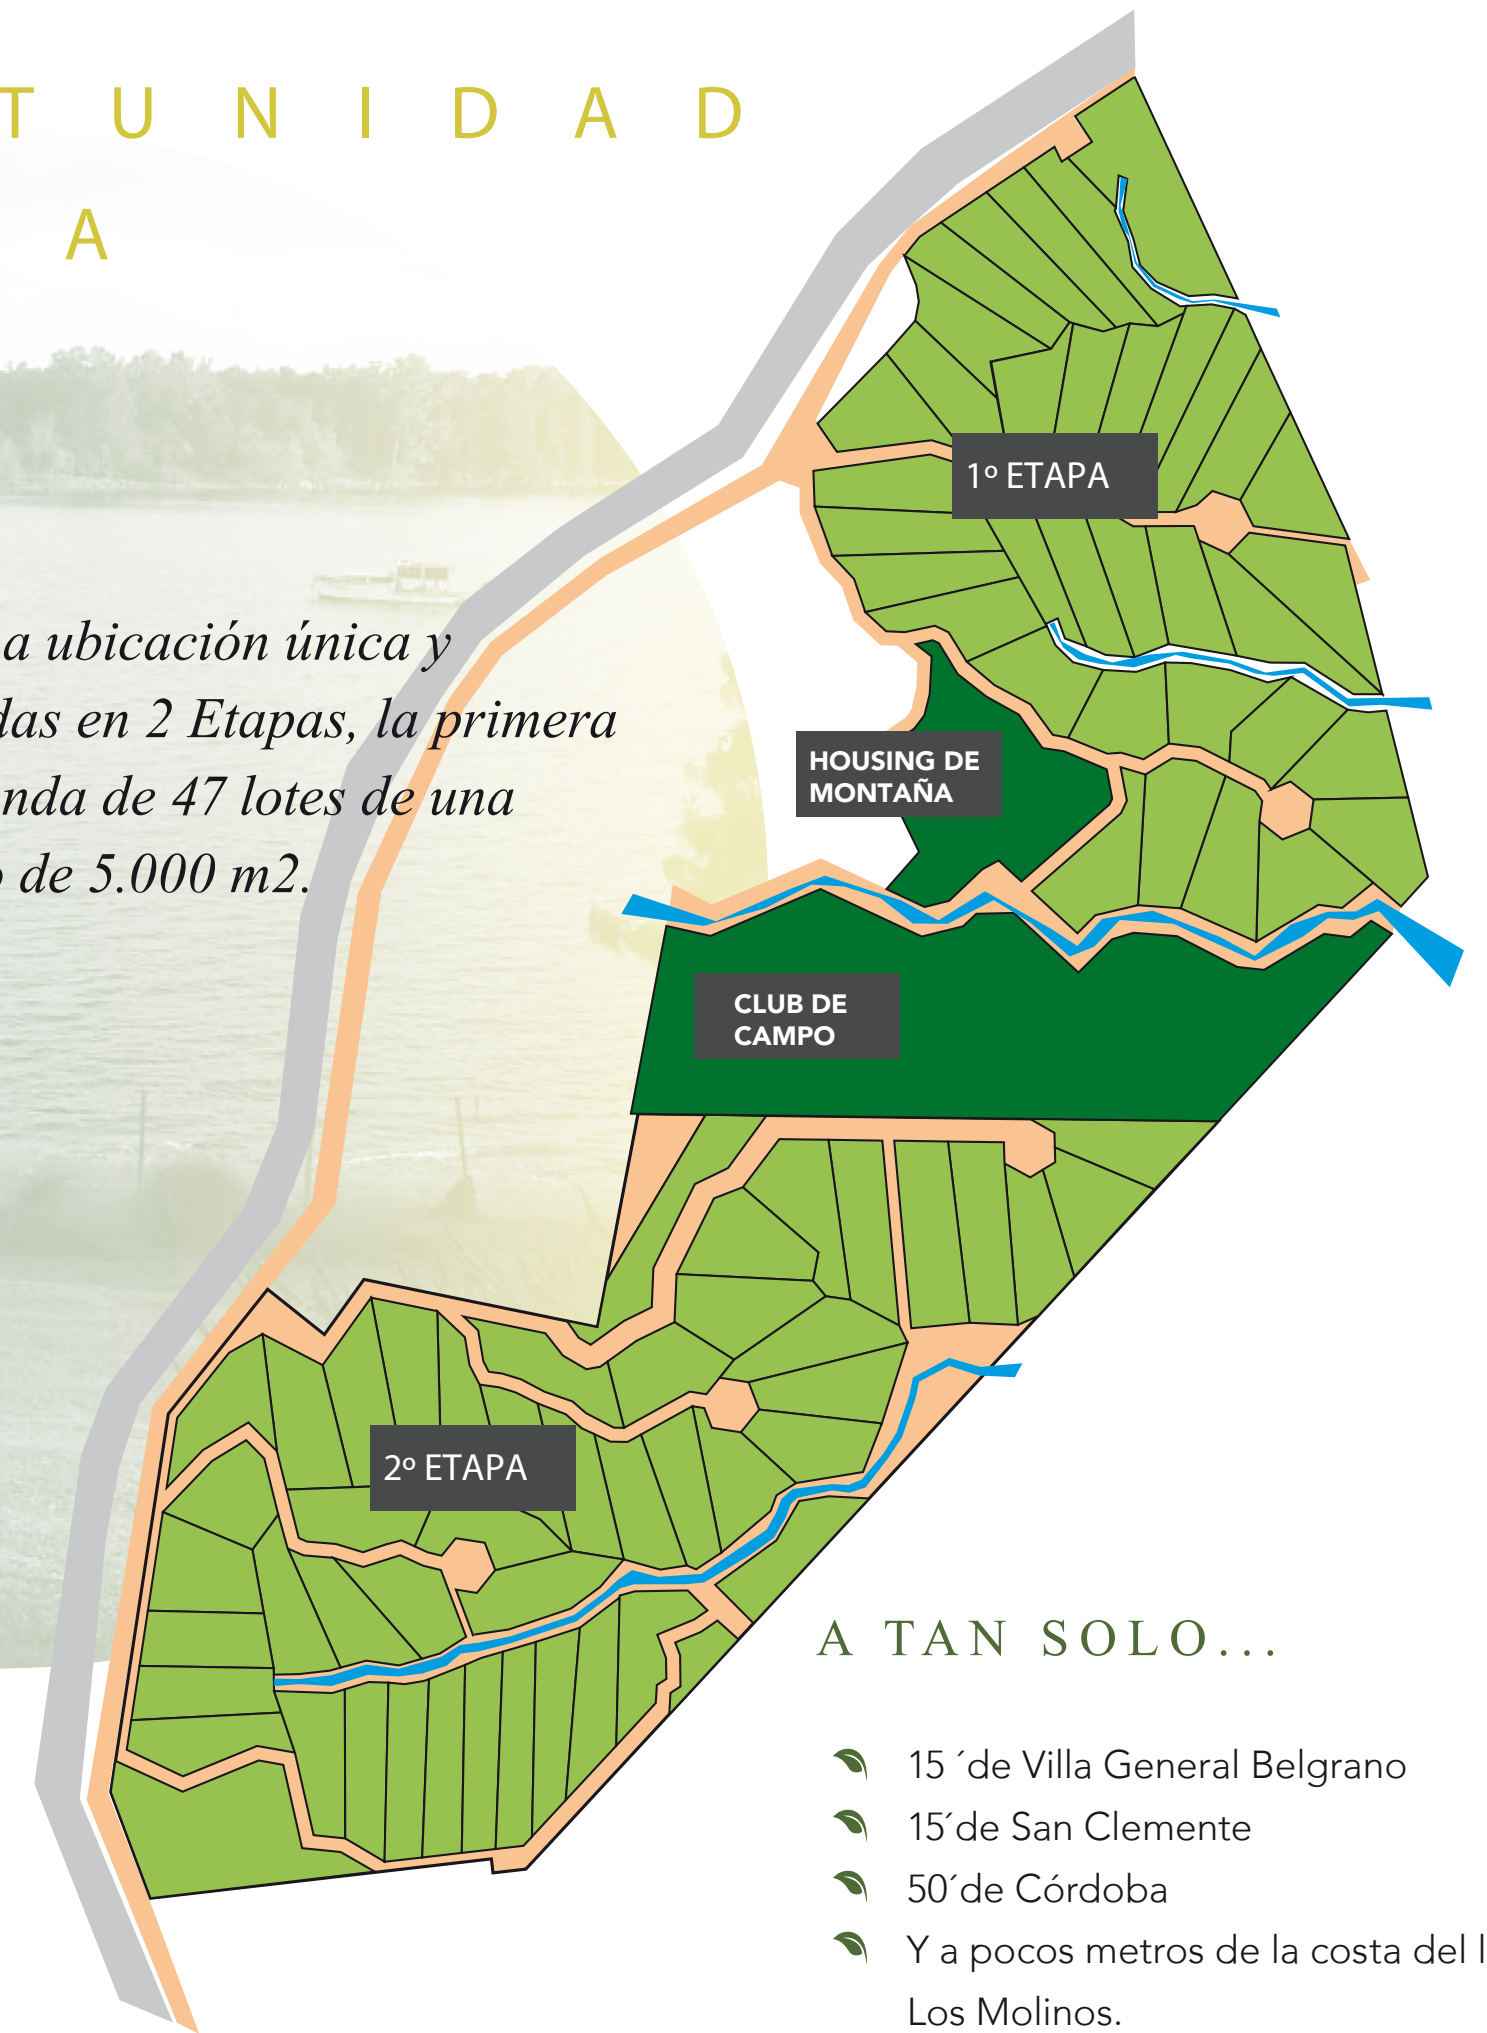 TUNIDAD
A
a ubicación única y
das en 2 Etapas, la primera
nda de 47 lotes de una
de 5.000 m2.
1º ETAPA
HOUSING DE
MONTAÑA
CLUB DE
CAMPO
2º ETAPA
A TAN SOLO...
15 ´de Villa General Belgrano
15´de San Clemente
50´de Córdoba
Y a pocos metros de la costa del l
Los Molinos.